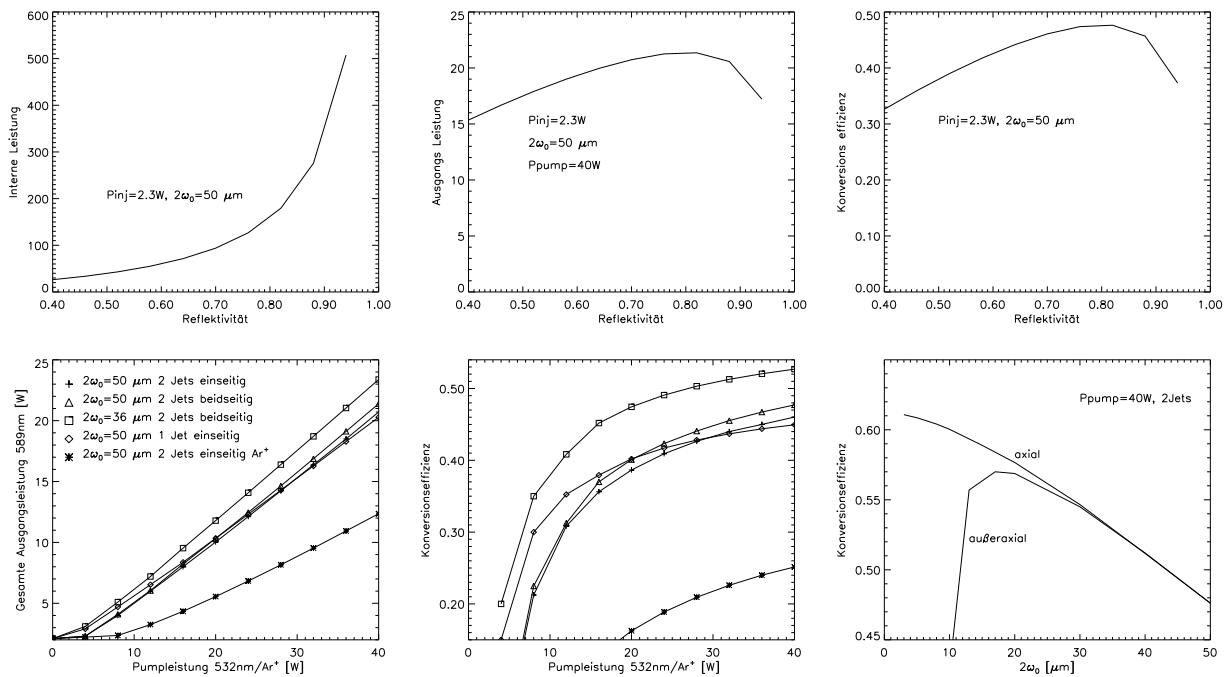 600
500
400
300
200
100
0
Interne Leistung
Pinj=2.3W, 2ω₀=50 μm
0.40 0.50 0.60 0.70 0.80 0.90 1.00
Reflektivität
25
20
15
10
5
0
Ausgangs Leistung
Pinj=2.3W
2ω₀=50 μm
Ppump=40W
0.40 0.50 0.60 0.70 0.80 0.90 1.00
Reflektivität
0.50
0.40
0.30
0.20
0.10
0.00
Konversions effizienz
Pinj=2.3W, 2ω₀=50 μm
0.40 0.50 0.60 0.70 0.80 0.90 1.00
Reflektivität
25
20
15
10
5
Gesamte Ausgangsleistung 589nm [W]
2ω₀=50 μm 2 Jets einseitig
2ω₀=50 μm 2 Jets beidseitig
2ω₀=36 μm 2 Jets beidseitig
2ω₀=50 μm 1 Jet einseitig
2ω₀=50 μm 2 Jets einseitig Ar⁺
0 10 20 30 40
Pumpleistung 532nm/Ar⁺ [W]
0.50
0.40
0.30
0.20
Konversionseffizienz
0 10 20 30 40
Pumpleistung 532nm/Ar⁺ [W]
0.60
0.55
0.50
0.45
Konversionseffizienz
Ppump=40W, 2Jets
axial
außeraxial
0 10 20 30 40 50
2ω₀ [μm]